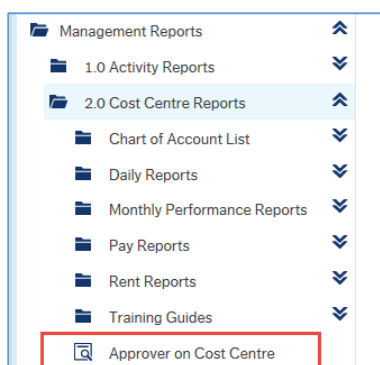 Management Reports
1.0 Activity Reports
2.0 Cost Centre Reports
Chart of Account List
Daily Reports
Monthly Performance Reports
Pay Reports
Rent Reports
Training Guides
Approver on Cost Centre